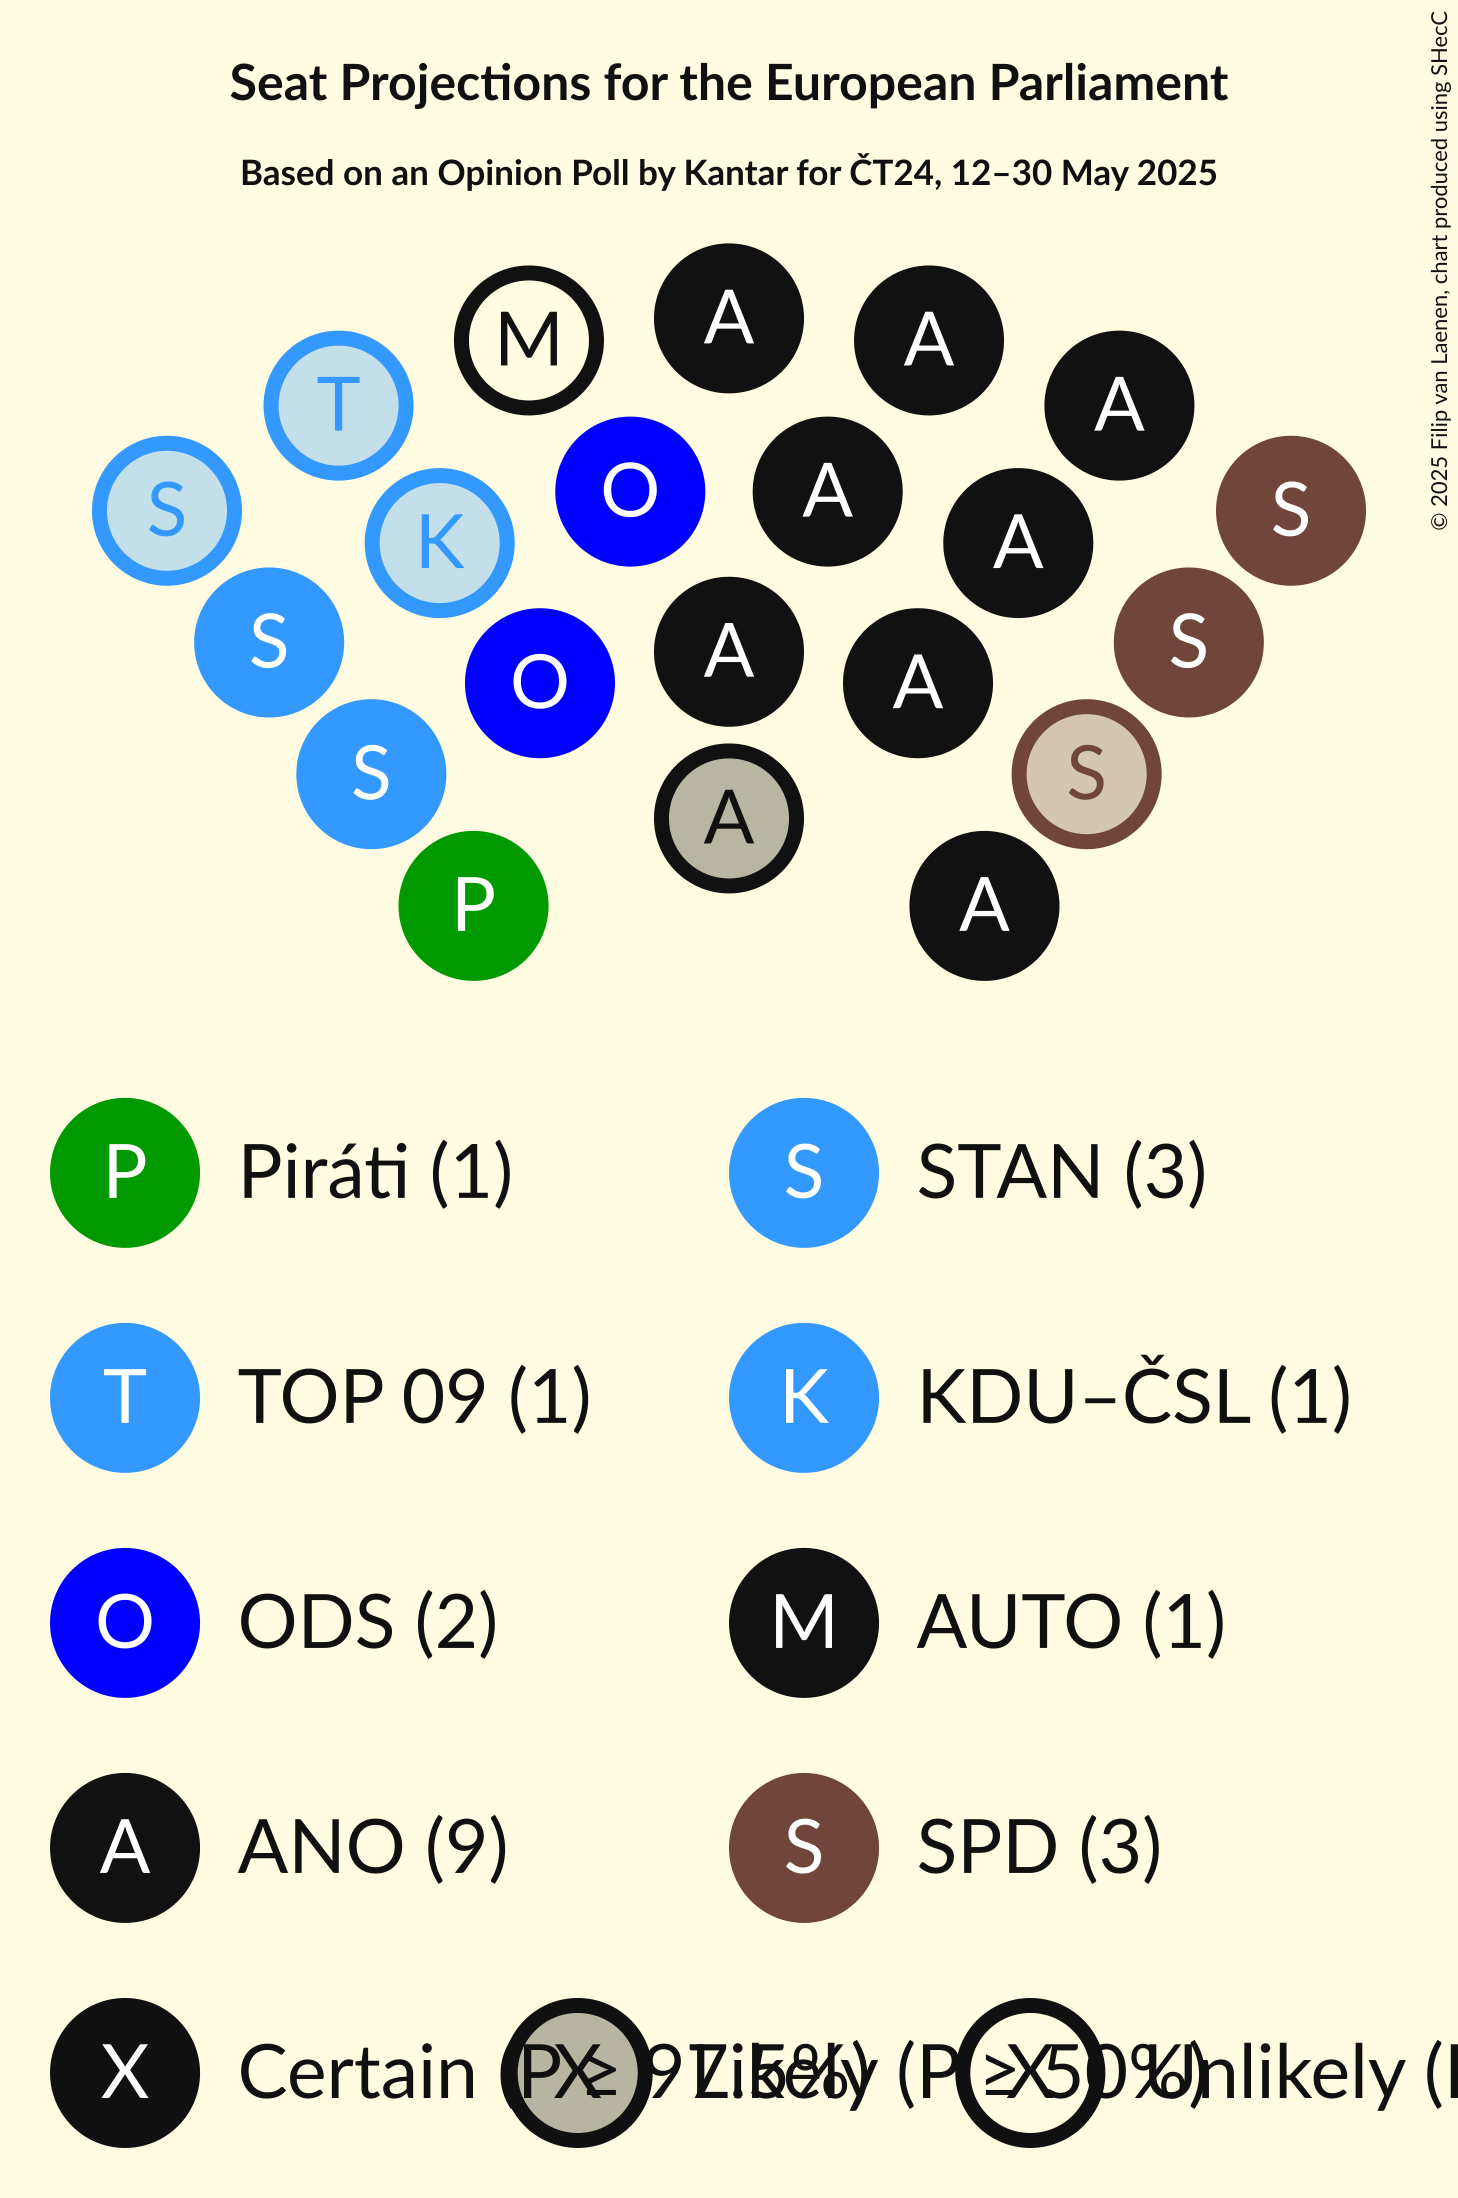 Seat Projections for the European Parliament
Based on an Opinion Poll by Kantar for ČT24, 12–30 May 2025
© 2025 Filip van Laenen, chart produced using SHecC
A
M A
T A
S S
O A
K A
S S
A
O A
S S
A
P A
P Piráti (1) S STAN (3)
T TOP 09 (1) K KDU–ČSL (1)
O ODS (2) M AUTO (1)
A ANO (9) S SPD (3)
X Certain (P ≥ 97.5%) X Likely (P ≥ 50%) X Unlikely (